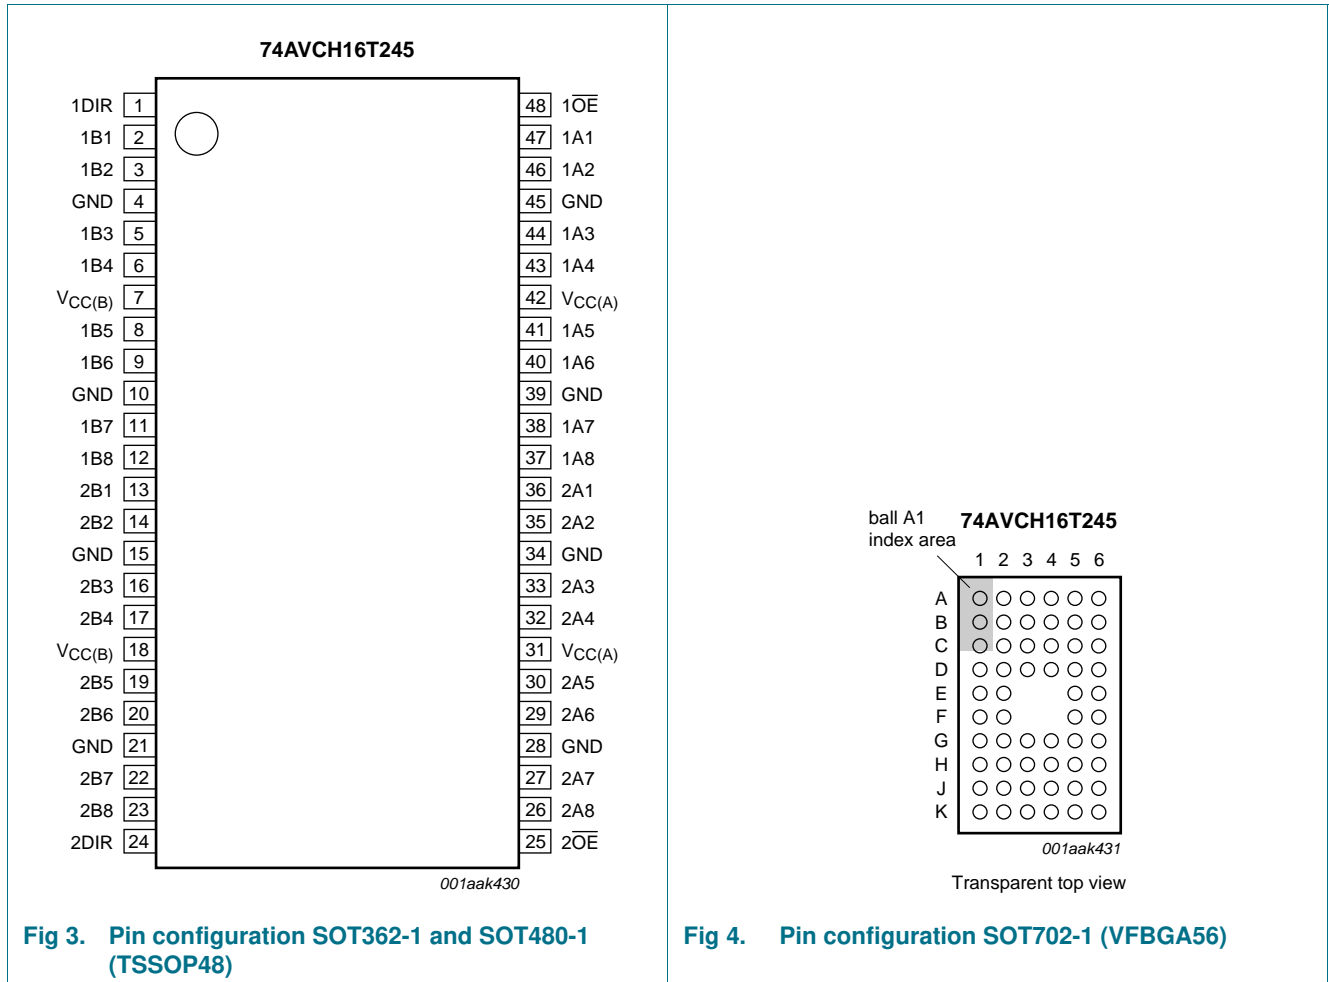 74AVCH16T245
1DIR 1 48 1OE
1B1 2 47 1A1
1B2 3 46 1A2
GND 4 45 GND
1B3 5 44 1A3
1B4 6 43 1A4
VCC(B) 7 42 VCC(A)
1B5 8 41 1A5
1B6 9 40 1A6
GND 10 39 GND
1B7 11 38 1A7
1B8 12 37 1A8
2B1 13 36 2A1
2B2 14 35 2A2
GND 15 34 GND
2B3 16 33 2A3
2B4 17 32 2A4
VCC(B) 18 31 VCC(A)
2B5 19 30 2A5
2B6 20 29 2A6
GND 21 28 GND
2B7 22 27 2A7
2B8 23 26 2A8
2DIR 24 25 2OE
001aak430
Fig 3. Pin configuration SOT362-1 and SOT480-1
(TSSOP48)
ball A1
index area
74AVCH16T245
1 2 3 4 5 6
A
B
C
D
E
F
G
H
J
K
001aak431
Transparent top view
Fig 4. Pin configuration SOT702-1 (VFBGA56)